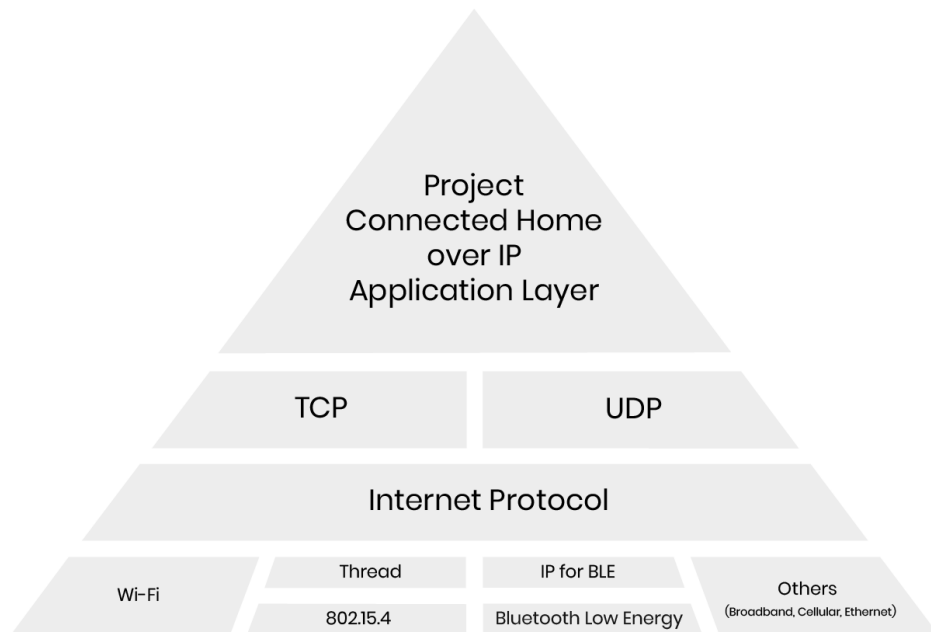 Project
Connected Home
over IP
Application Layer
TCP
UDP
Internet Protocol
Wi-Fi
Thread
802.15.4
IP for BLE
Bluetooth Low Energy
Others
(Broadband, Cellular, Ethernet)